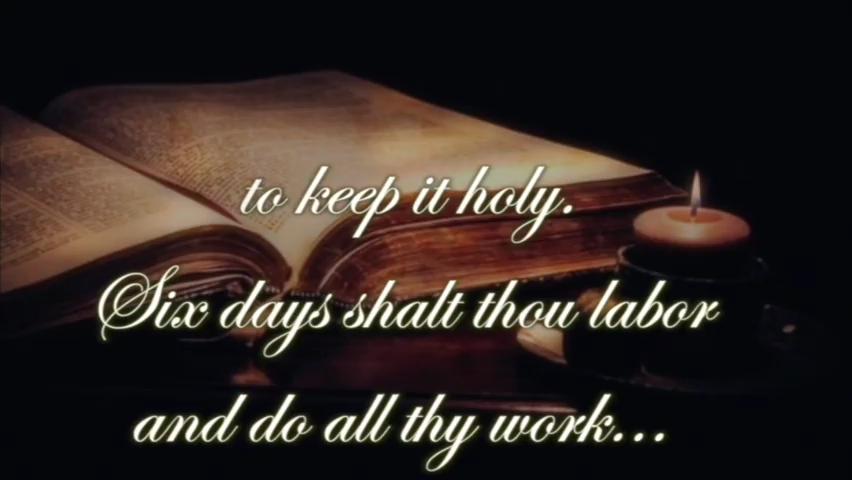 to keep it holy.
Six days shalt thou labor
and do all thy work...